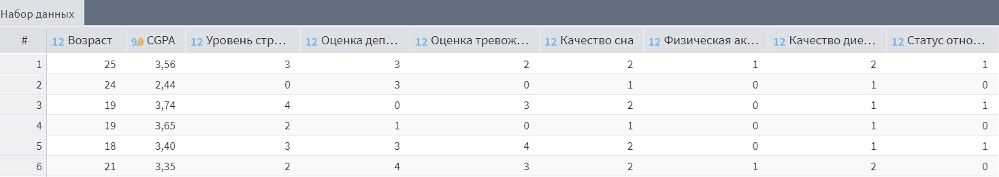 Набор данных
# 12 Возраст 9.0 CGPA 12 Уровень стр… 12 Оценка деп… 12 Оценка тревож… 12 Качество сна 12 Физическая ак… 12 Качество дие… 12 Статус отно…
1 25 3,56 3 3 2 2 1 2 1
2 24 2,44 0 3 0 1 0 1 0
3 19 3,74 4 0 3 2 0 1 1
4 19 3,65 2 1 0 1 0 1 0
5 18 3,40 3 3 4 2 0 1 1
6 21 3,35 2 4 3 2 1 2 0